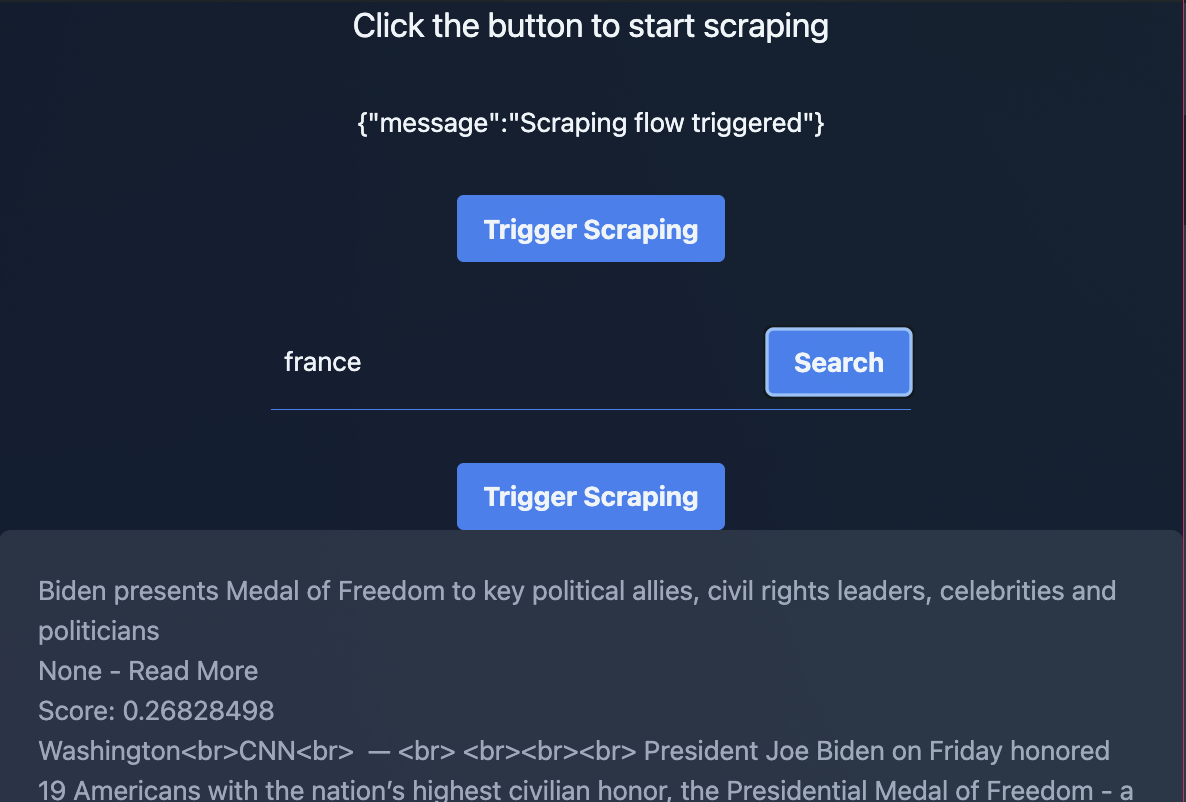 Click the button to start scraping
{"message":"Scraping flow triggered"}
Trigger Scraping
france
Search
Trigger Scraping
Biden presents Medal of Freedom to key political allies, civil rights leaders, celebrities and
politicians
None - Read More
Score: 0.26828498
Washington<br>CNN<br>  — <br> <br><br><br> President Joe Biden on Friday honored
19 Americans with the nation’s highest civilian honor, the Presidential Medal of Freedom - a